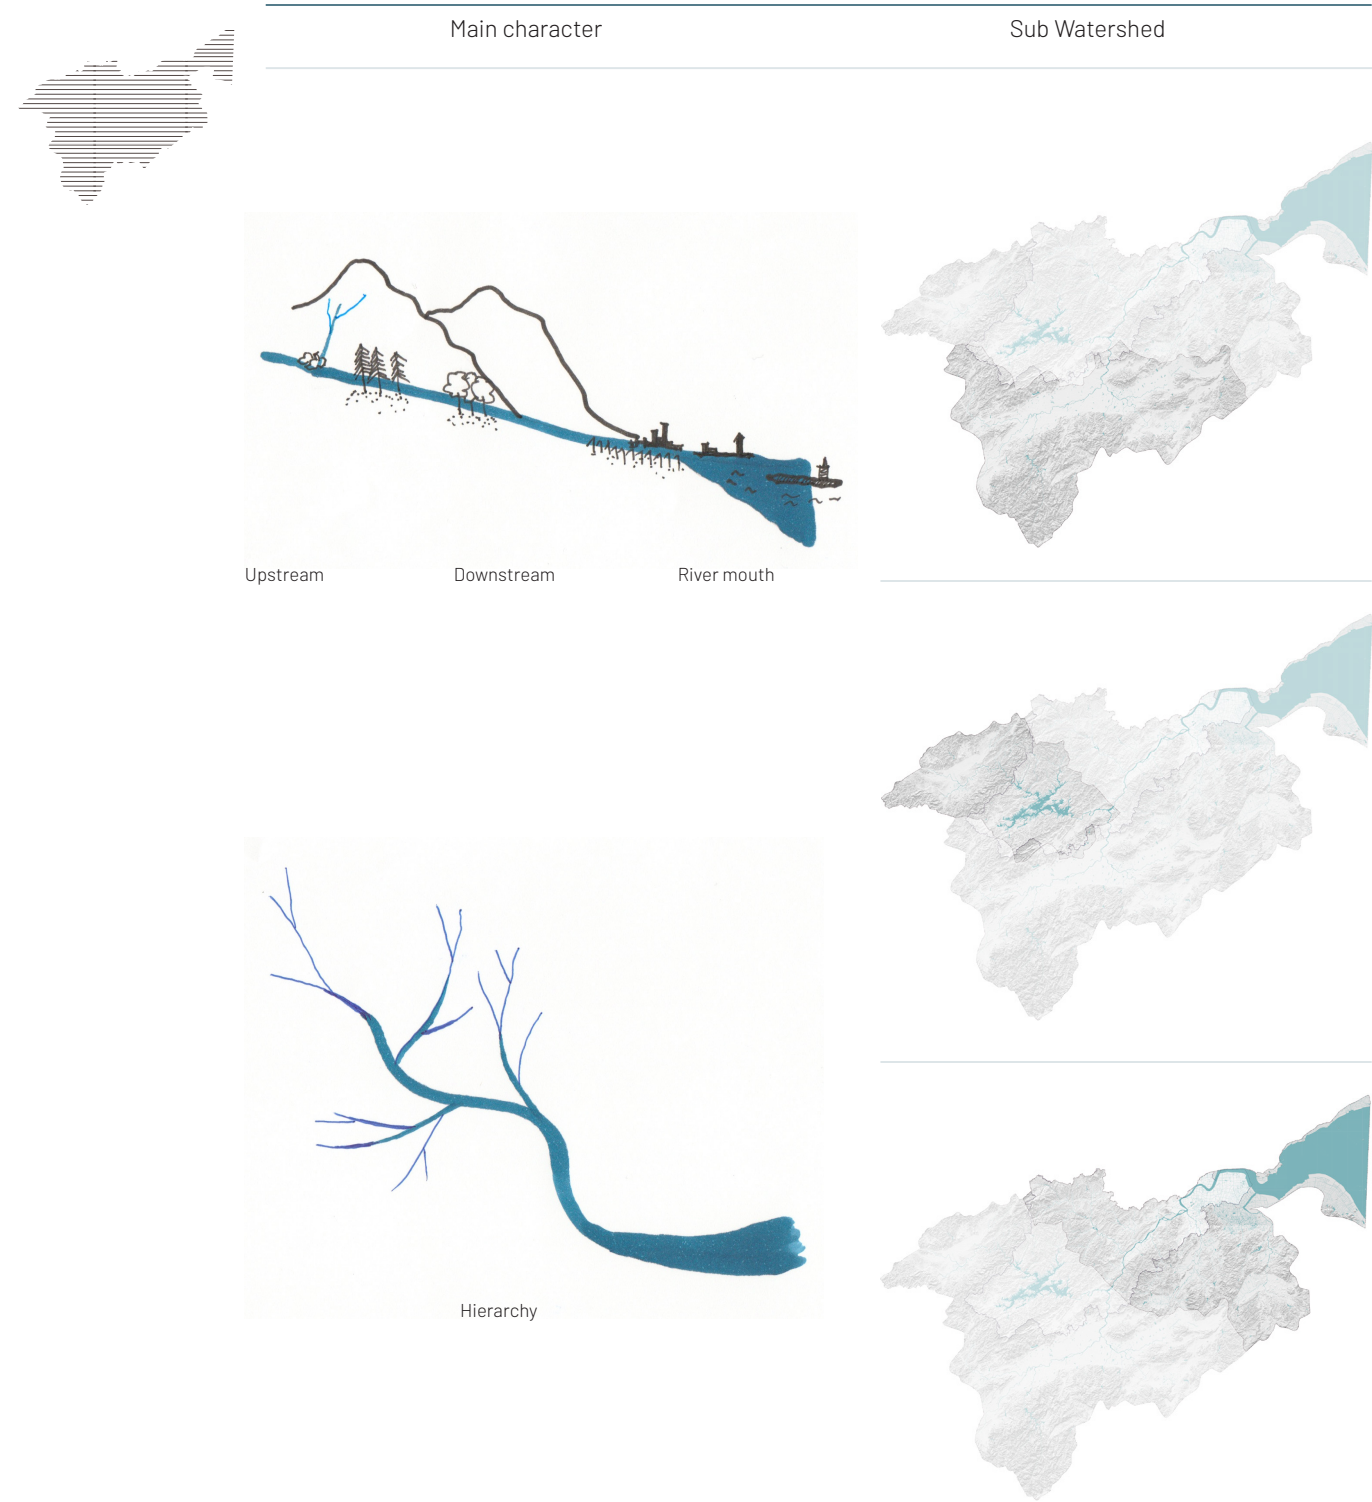 Main character
Sub Watershed
Upstream
Downstream
River mouth
Hierarchy